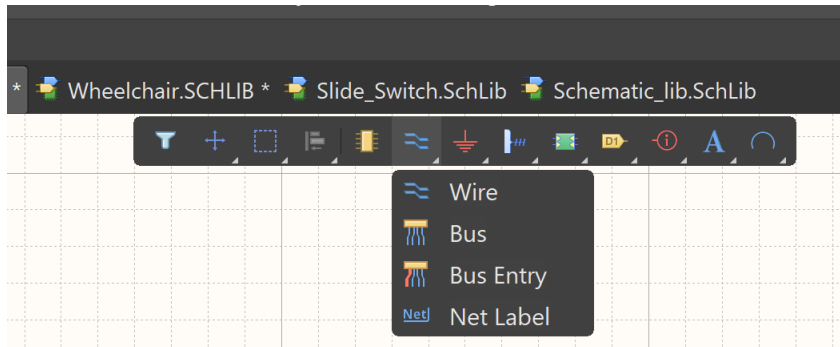 * Wheelchair.SCHLIB * Slide_Switch.SchLib Schematic_lib.SchLib
D1 A
Wire
Bus
Bus Entry
Net Net Label